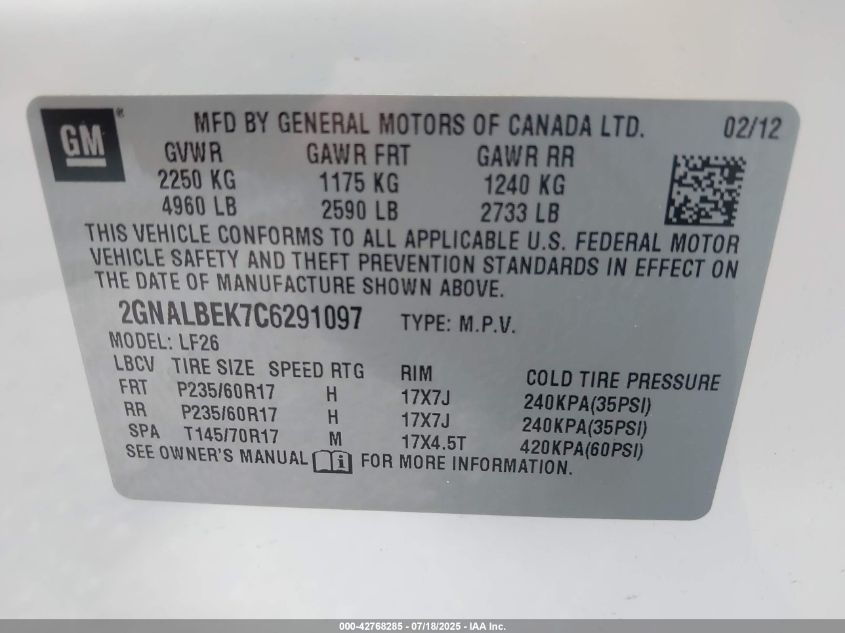 GM®
MFD BY GENERAL MOTORS OF CANADA LTD. 02/12
GVWR GAWR FRT GAWR RR
2250 KG 1175 KG 1240 KG
4960 LB 2590 LB 2733 LB
THIS VEHICLE CONFORMS TO ALL APPLICABLE U.S. FEDERAL MOTOR
VEHICLE SAFETY AND THEFT PREVENTION STANDARDS IN EFFECT ON
THE DATE OF MANUFACTURE SHOWN ABOVE.
2GNALBEK7C6291097 TYPE: M.P.V.
MODEL: LF26
LBCV TIRE SIZE SPEED RTG RIM COLD TIRE PRESSURE
FRT P235/60R17 H 17X7J 240KPA(35PSI)
RR P235/60R17 H 17X7J 240KPA(35PSI)
SPA T145/70R17 M 17X4.5T 420KPA(60PSI)
SEE OWNER'S MANUAL i FOR MORE INFORMATION.
000-42768285 - 07/18/2025 - IAA Inc.